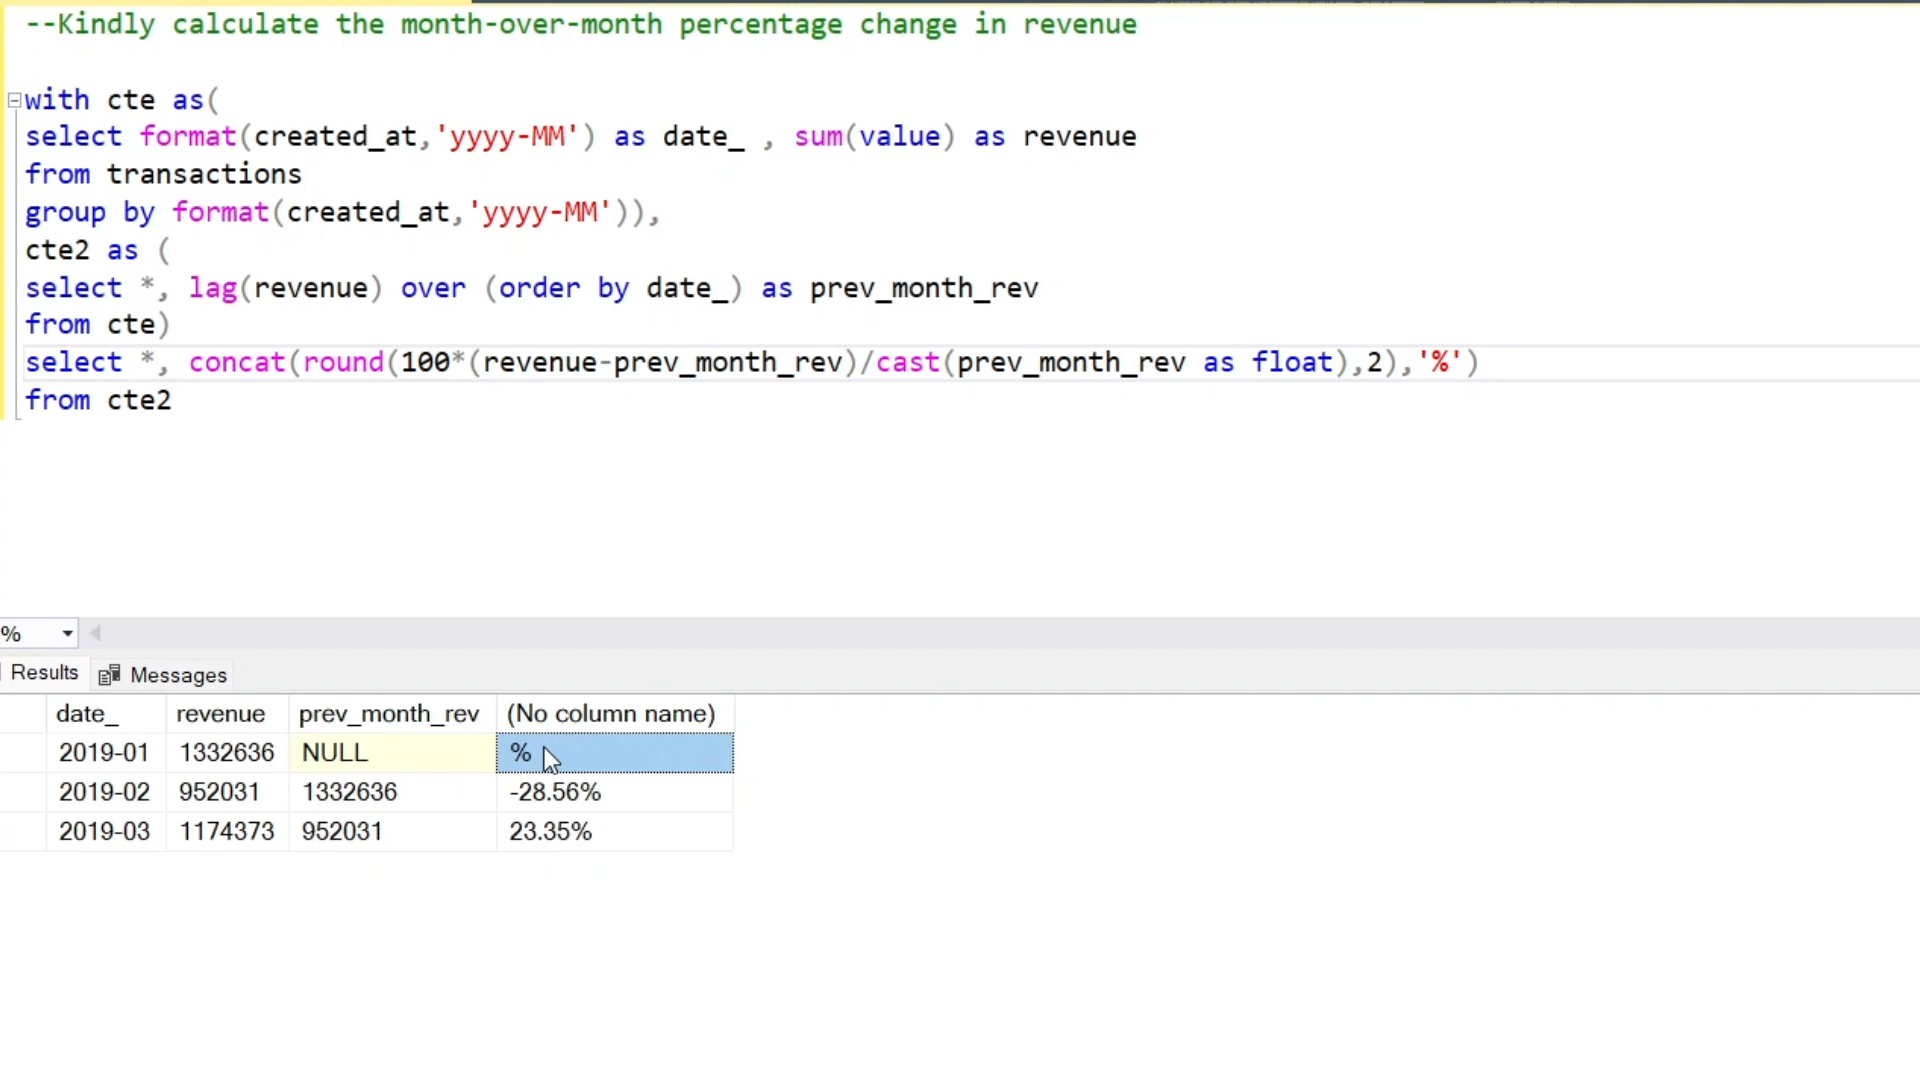 --Kindly calculate the month-over-month percentage change in revenue
with cte as(
select format(created_at,'yyyy-MM') as date_ , sum(value) as revenue
from transactions
group by format(created_at,'yyyy-MM')),
cte2 as (
select *, lag(revenue) over (order by date_) as prev_month_rev
from cte)
select *, concat(round(100*(revenue-prev_month_rev)/cast(prev_month_rev as float),2),'%')
from cte2
%
Results Messages
date_ revenue prev_month_rev (No column name)
2019-01 1332636 NULL %
2019-02 952031 1332636 -28.56%
2019-03 1174373 952031 23.35%